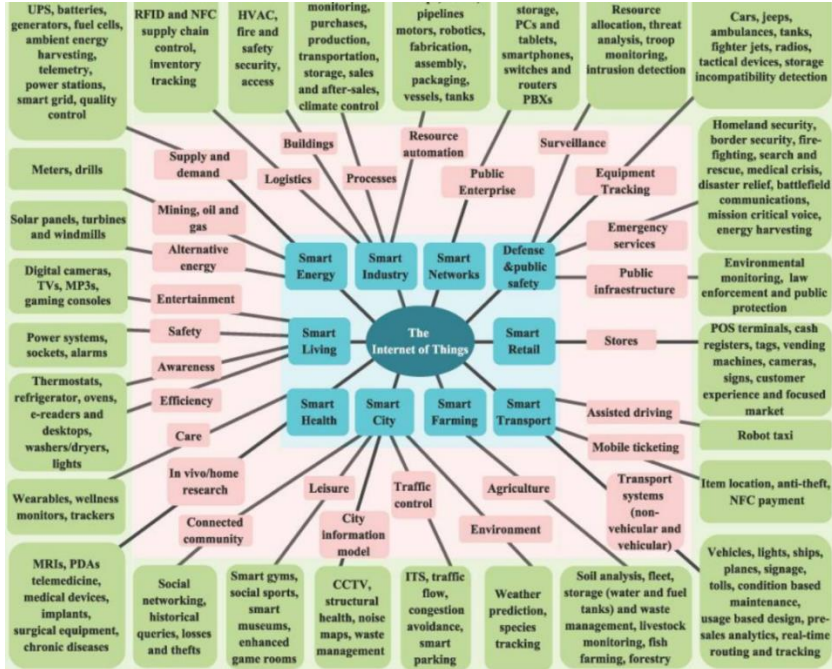 UPS, batteries,
generators, fuel cells,
ambient energy
harvesting,
telemetry,
power stations,
smart grid, quality
control
RFID and NFC
supply chain
control,
inventory
tracking
HVAC,
fire and
safety
security,
access
monitoring,
purchases,
production,
transportation,
storage, sales
and after-sales,
climate control
pipelines
motors, robotics,
fabrication,
assembly,
packaging,
vessels, tanks
storage,
PCs and
tablets,
smartphones,
switches and
routers
PBXs
Resource
allocation, threat
analysis, troop
monitoring,
intrusion detection
Cars, jeeps,
ambulances, tanks,
fighter jets, radios,
tactical devices, storage
incompatibility detection
Supply and
demand
Logistics
Buildings
Processes
Resource
automation
Public
Enterprise
Surveillance
Equipment
Tracking
Homeland security,
border security, fire-
fighting, search and
rescue, medical crisis,
disaster relief, battlefield
communications,
mission critical voice,
energy harvesting
Meters, drills
Mining, oil and
gas
Emergency
services
Solar panels, turbines
and windmills
Alternative
energy
Smart
Energy
Smart
Industry
Smart
Networks
Defense
&public
safety
Public
infraestructure
Environmental
monitoring, law
enforcement and public
protection
Digital cameras,
TVs, MP3s,
gaming consoles
Entertainment
Power systems,
sockets, alarms
Safety
Smart
Living
The
Internet of Things
Smart
Retail
Stores
POS terminals, cash
registers, tags, vending
machines, cameras,
signs, customer
experience and focused
market
Thermostats,
refrigerator, ovens,
e-readers and
desktops,
washers/dryers,
lights
Awareness
Efficiency
Smart
Health
Smart
City
Smart
Farming
Smart
Transport
Assisted driving
Robot taxi
Care
Mobile ticketing
Wearables, wellness
monitors, trackers
In vivo/home
research
Item location, anti-theft,
NFC payment
Connected
community
Leisure
City
information
model
Traffic
control
Agriculture
Environment
Transport
systems
(non-
vehicular and
vehicular)
MRIs, PDAs
telemedicine,
medical devices,
implants,
surgical equipment,
chronic diseases
Social
networking,
historical
queries, losses
and thefts
Smart gyms,
social sports,
smart
museums,
enhanced
game rooms
CCTV,
structural
health, noise
maps, waste
management
ITS, traffic
flow,
congestion
avoidance,
smart
parking
Weather
prediction,
species
tracking
Soil analysis, fleet,
storage (water and fuel
tanks) and waste
management, livestock
monitoring, fish
farming, forestry
Vehicles, lights, ships,
planes, signage,
tolls, condition based
maintenance,
usage based design, pre-
sales analytics, real-time
routing and tracking